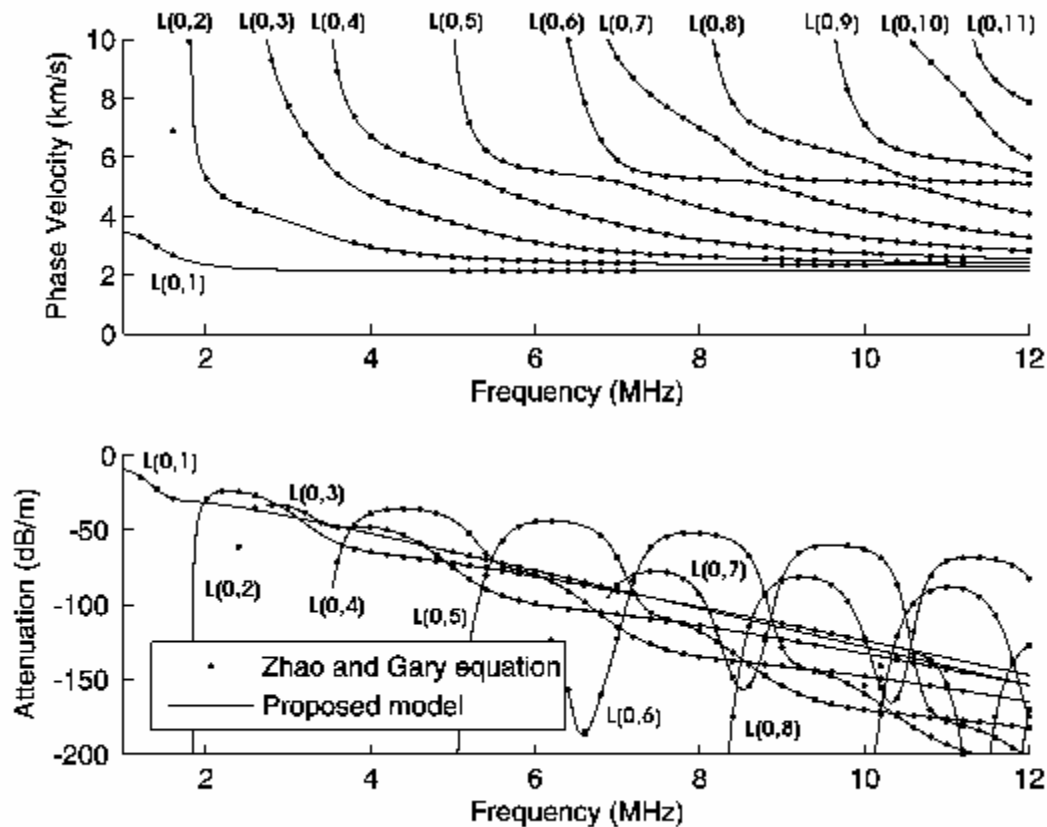 L(0,2) L(0,3) L(0,4) L(0,5) L(0,6) L(0,7) L(0,8) L(0,9) L(0,10) L(0,11)
10
8
6
4
2
0
Phase Velocity (km/s)
L(0,1)
2 4 6 8 10 12
Frequency (MHz)
0
-50
-100
-150
-200
Attenuation (dB/m)
L(0,1)
L(0,3)
L(0,2)
L(0,4)
L(0,5)
L(0,7)
L(0,6)
L(0,8)
Zhao and Gary equation
Proposed model
2 4 6 8 10 12
Frequency (MHz)